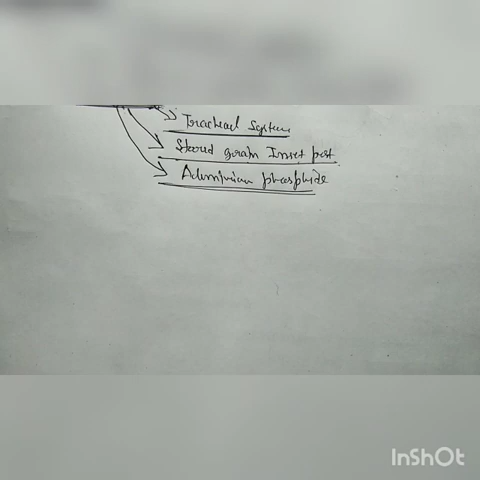 Tracheal System
Stored grain Insect pest
Aluminium phosphide
InShOt